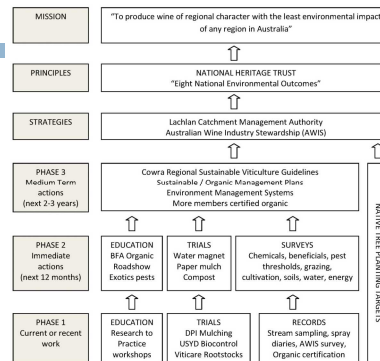 MISSION
"To produce wine of regional character with the least environmental impact
of any region in Australia"
PRINCIPLES
NATIONAL HERITAGE TRUST
"Eight National Environmental Outcomes"
STRATEGIES
Lachlan Catchment Management Authority
Australian Wine Industry Stewardship (AWIS)
PHASE 3
Medium Term
actions
(next 2-3 years)
Cowra Regional Sustainable Viticulture Guidelines
Sustainable / Organic Management Plans
Environment Management Systems
More members certified organic
PHASE 2
Immediate
actions
(next 12 months)
EDUCATION
BFA Organic
Roadshow
Exotics pests
TRIALS
Water magnet
Paper mulch
Compost
SURVEYS
Chemicals, beneficials, pest
thresholds, grazing,
cultivation, soils, water, energy
NATIVE TREE PLANTING TARGETS
PHASE 1
Current or recent
work
EDUCATION
Research to
Practice
workshops
TRIALS
DPI Mulching
USYD Biocontrol
Viticare Rootstocks
RECORDS
Stream sampling, spray
diaries, AWIS survey,
Organic certification